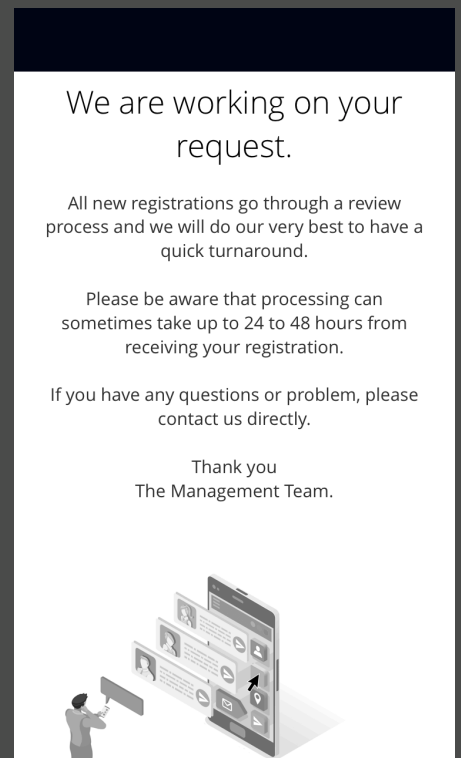 We are working on your
request.
All new registrations go through a review
process and we will do our very best to have a
quick turnaround.
Please be aware that processing can
sometimes take up to 24 to 48 hours from
receiving your registration.
If you have any questions or problem, please
contact us directly.
Thank you
The Management Team.